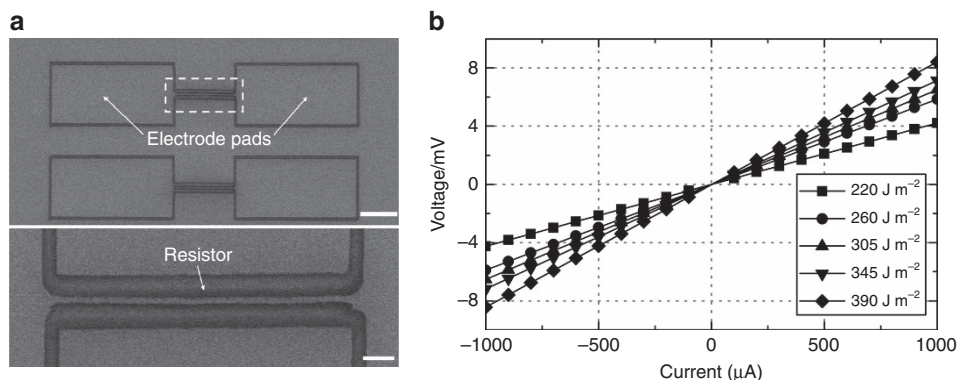 a
Electrode pads
Resistor
b
Voltage/mV
8
4
0
−4
−8
220 J m⁻²
260 J m⁻²
305 J m⁻²
345 J m⁻²
390 J m⁻²
−1000
−500
0
500
1000
Current (μA)